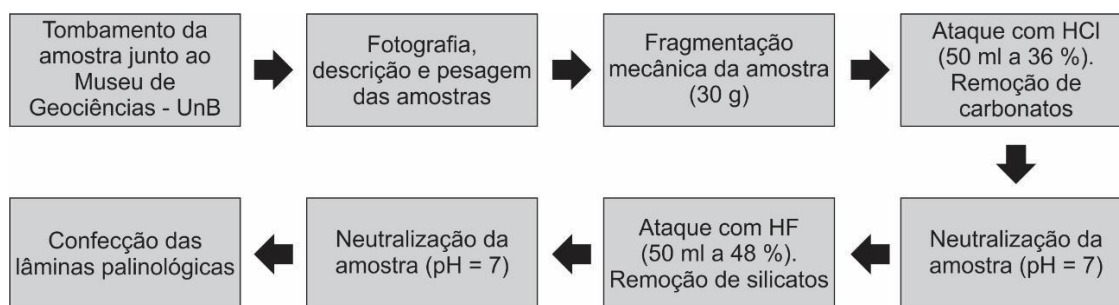 Tombamento da
amostra junto ao
Museu de
Geociências - UnB
Fotografia,
descrição e pesagem
das amostras
Fragmentação
mecânica da amostra
(30 g)
Ataque com HCl
(50 ml a 36 %).
Remoção de
carbonatos
Neutralização da
amostra (pH = 7)
Ataque com HF
(50 ml a 48 %).
Remoção de silicatos
Neutralização da
amostra (pH = 7)
Confecção das
lâminas palinológicas